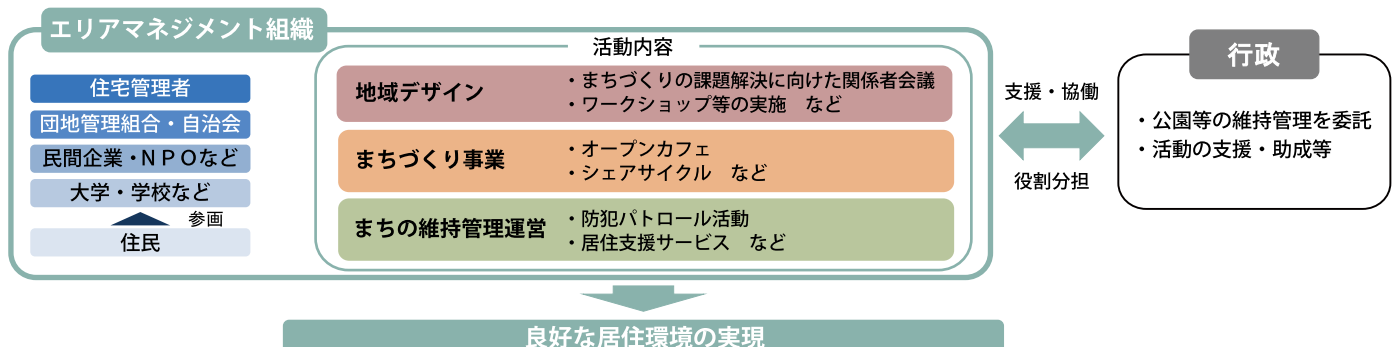 エリアマネジメント組織
住宅管理者
団地管理組合・自治会
民間企業・ＮＰＯなど
大学・学校など
参画
住民
活動内容
地域デザイン
・まちづくりの課題解決に向けた関係者会議
・ワークショップ等の実施　など
まちづくり事業
・オープンカフェ
・シェアサイクル　など
まちの維持管理運営
・防犯パトロール活動
・居住支援サービス　など
支援・協働
役割分担
行政
・公園等の維持管理を委託
・活動の支援・助成等
良好な居住環境の実現